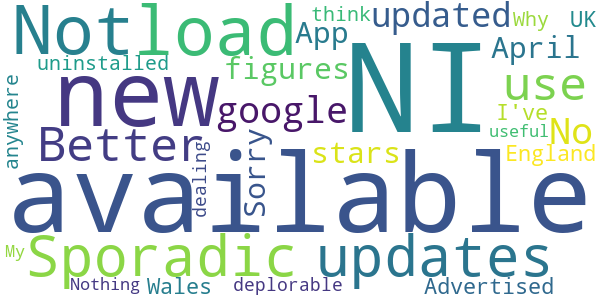 Not load NI think updated Why UK
App April
uninstalled figures
new google use
anywhere Better Sorry stars I've No
useful
dealing England
available
My Sporadic updates
Nothing Wales deplorable Advertised